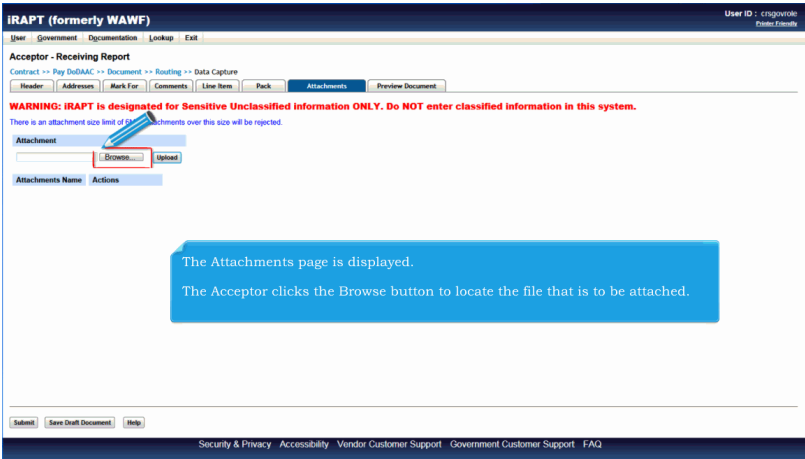 iRAPT (formerly WAWF)
User ID : crsgovrole
Printer Friendly
User Government Documentation Lookup Exit
Acceptor - Receiving Report
Contract >> Pay DoDAAC >> Document >> Routing >> Data Capture
Header Addresses Mark For Comments Line Item Pack Attachments Preview Document
WARNING: iRAPT is designated for Sensitive Unclassified information ONLY. Do NOT enter classified information in this system.
There is an attachment size limit of over this size will be rejected.
Attachment
Browse... Upload
Attachments Name Actions
The Attachments page is displayed.
The Acceptor clicks the Browse button to locate the file that is to be attached.
Submit Save Draft Document Help
Security & Privacy Accessibility Vendor Customer Support Government Customer Support FAQ